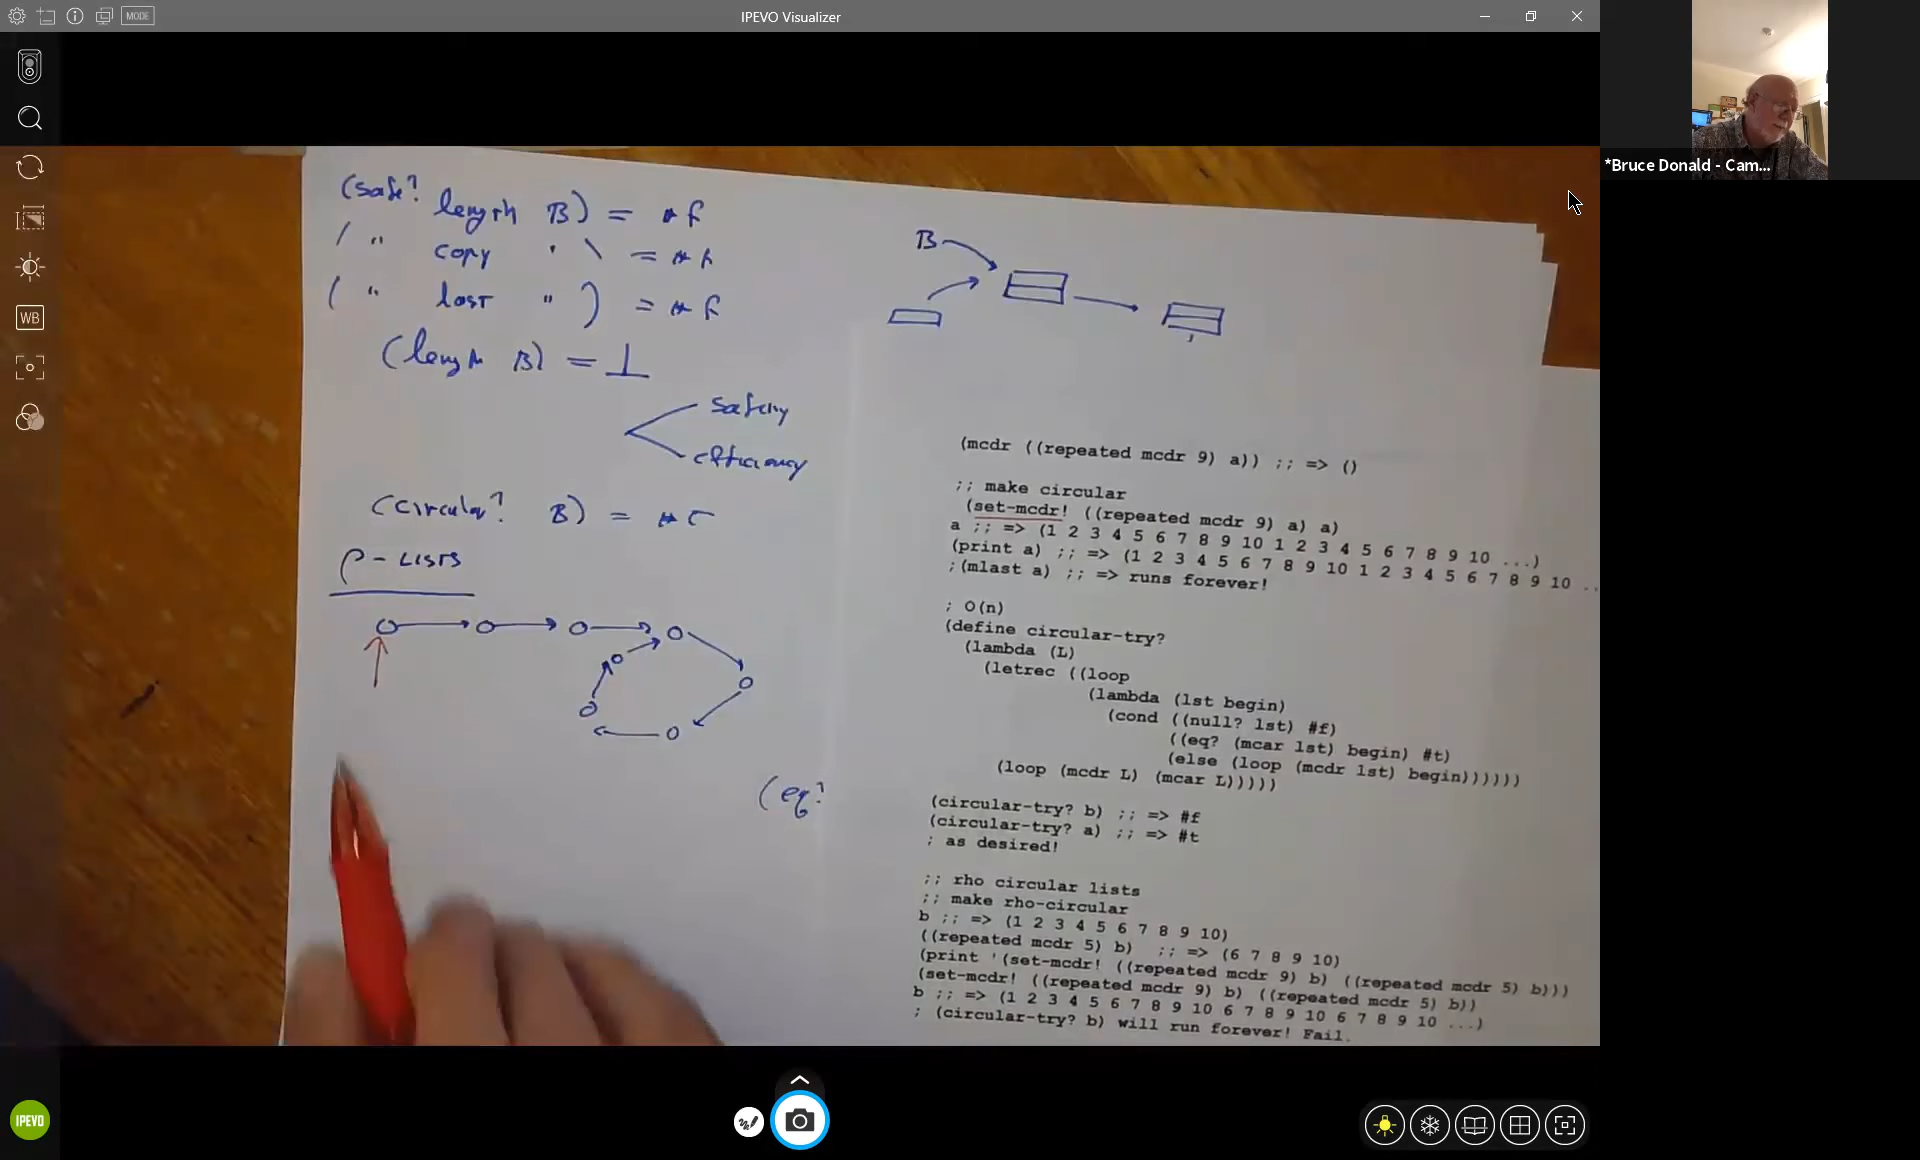 MODE
IPEVO Visualizer
*Bruce Donald - Cam...
WB
(safe? length B) = #f
( " copy " ) = #f
( " last " ) = #f
(length B) = ⊥
safety
efficiency
(circular? B) = #t
ρ-LISTS
(eq?
B
(mcdr ((repeated mcdr 9) a)) ;; => ()
;; make circular
(set-mcdr! ((repeated mcdr 9) a) a)
a ;; => (1 2 3 4 5 6 7 8 9 10 1 2 3 4 5 6 7 8 9 10 ...)
(print a) ;; => (1 2 3 4 5 6 7 8 9 10 1 2 3 4 5 6 7 8 9 10 ..
;(mlast a) ;; => runs forever!
; O(n)
(define circular-try?
(lambda (L)
(letrec ((loop
(lambda (lst begin)
(cond ((null? lst) #f)
((eq? (mcar lst) begin) #t)
(else (loop (mcdr lst) begin))))))
(loop (mcdr L) (mcar L)))))
(circular-try? b) ;; => #f
(circular-try? a) ;; => #t
; as desired!
;; rho circular lists
;; make rho-circular
b ;; => (1 2 3 4 5 6 7 8 9 10)
((repeated mcdr 5) b) ;; => (6 7 8 9 10)
(print '(set-mcdr! ((repeated mcdr 9) b) ((repeated mcdr 5) b)))
(set-mcdr! ((repeated mcdr 9) b) ((repeated mcdr 5) b))
b ;; => (1 2 3 4 5 6 7 8 9 10 6 7 8 9 10 6 7 8 9 10 ...)
; (circular-try? b) will run forever! Fail.
IPEVO